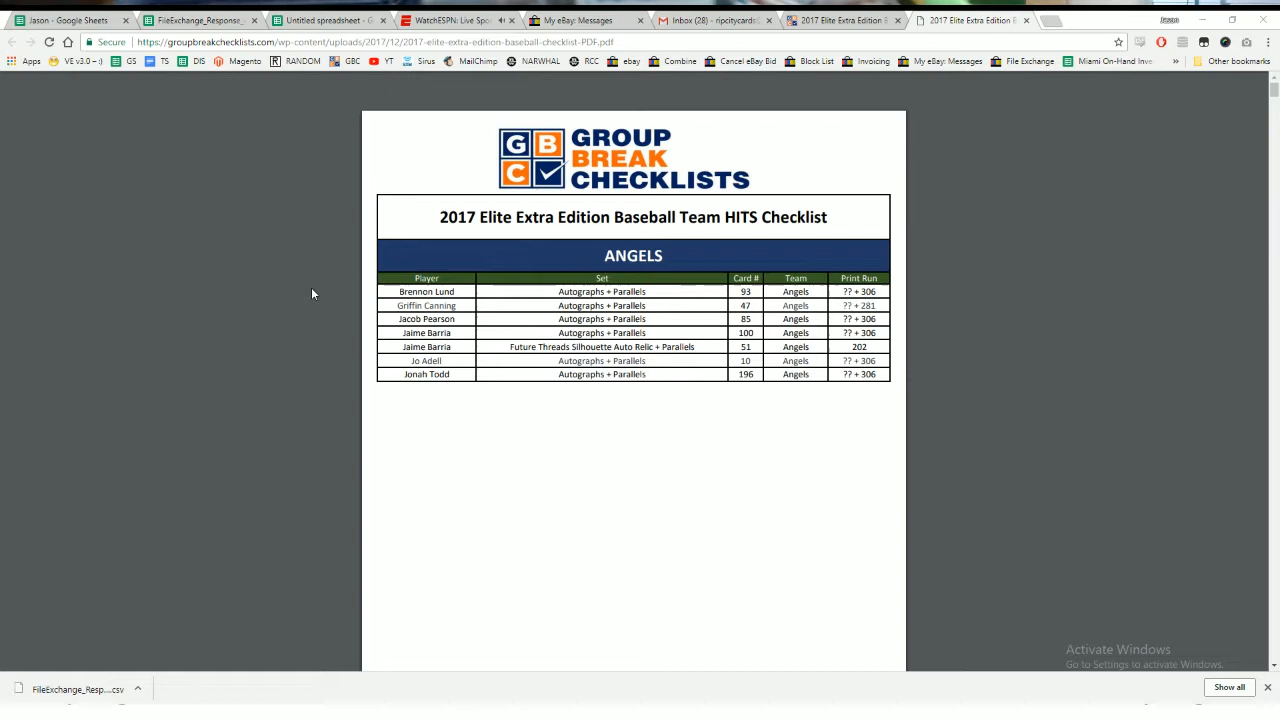 Jason - Google Sheets
FileExchange_Response_
Untitled spreadsheet - G
WatchESPN: Live Spo
My eBay: Messages
Inbox (28) - ripcitycards
2017 Elite Extra Edition B
2017 Elite Extra Edition B
Secure https://groupbreakchecklists.com/wp-content/uploads/2017/12/2017-elite-extra-edition-baseball-checklist-PDF.pdf
Apps VE v3. GS TS DIS Magento RANDOM GBC YT Sirus MailChimp NARWHAL RCC ebay Combine Cancel eBay Bid Block List Invoicing My eBay: Messages File Exchange Miami On-Hand Inve » Other bookmarks
GBC
GROUP
BREAK
CHECKLISTS
2017 Elite Extra Edition Baseball Team HITS Checklist
ANGELS
Player Set Card # Team Print Run
Brennon Lund Autographs + Parallels 93 Angels ?? + 306
Griffin Canning Autographs + Parallels 47 Angels ?? + 281
Jacob Pearson Autographs + Parallels 85 Angels ?? + 306
Jaime Barria Autographs + Parallels 100 Angels ?? + 306
Jaime Barria Future Threads Silhouette Auto Relic + Parallels 51 Angels 202
Jo Adell Autographs + Parallels 10 Angels ?? + 306
Jonah Todd Autographs + Parallels 196 Angels ?? + 306
Activate Windows
Go to Settings to activate Windows.
FileExchange_Resp....csv
Show all